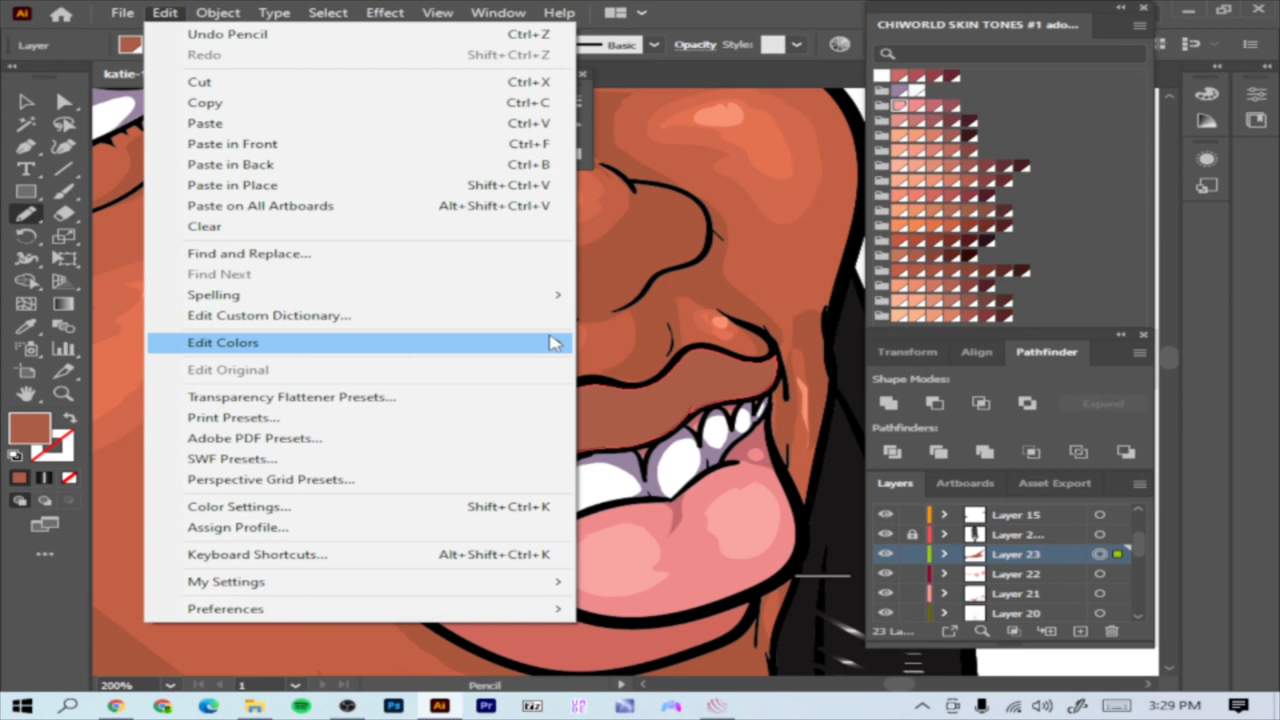 Ai File Edit Object Type Select Effect View Window Help
Layer
Basic Opacity Style:
CHIWORLD SKIN TONES #1 ado...
katie-
Undo Pencil Ctrl+Z
Redo Shift+Ctrl+Z
Cut Ctrl+X
Copy Ctrl+C
Paste Ctrl+V
Paste in Front Ctrl+F
Paste in Back Ctrl+B
Paste in Place Shift+Ctrl+V
Paste on All Artboards Alt+Shift+Ctrl+V
Clear
Find and Replace...
Find Next
Spelling
Edit Custom Dictionary...
Edit Colors
Edit Original
Transparency Flattener Presets...
Print Presets...
Adobe PDF Presets...
SWF Presets...
Perspective Grid Presets...
Color Settings... Shift+Ctrl+K
Assign Profile...
Keyboard Shortcuts... Alt+Shift+Ctrl+K
My Settings
Preferences
Transform Align Pathfinder
Shape Modes:
Expand
Pathfinders:
Layers Artboards Asset Export
Layer 15
Layer 2...
Layer 23
Layer 22
Layer 21
Layer 20
23 La...
200% 1 Pencil
Ps Ai Pr
3:29 PM